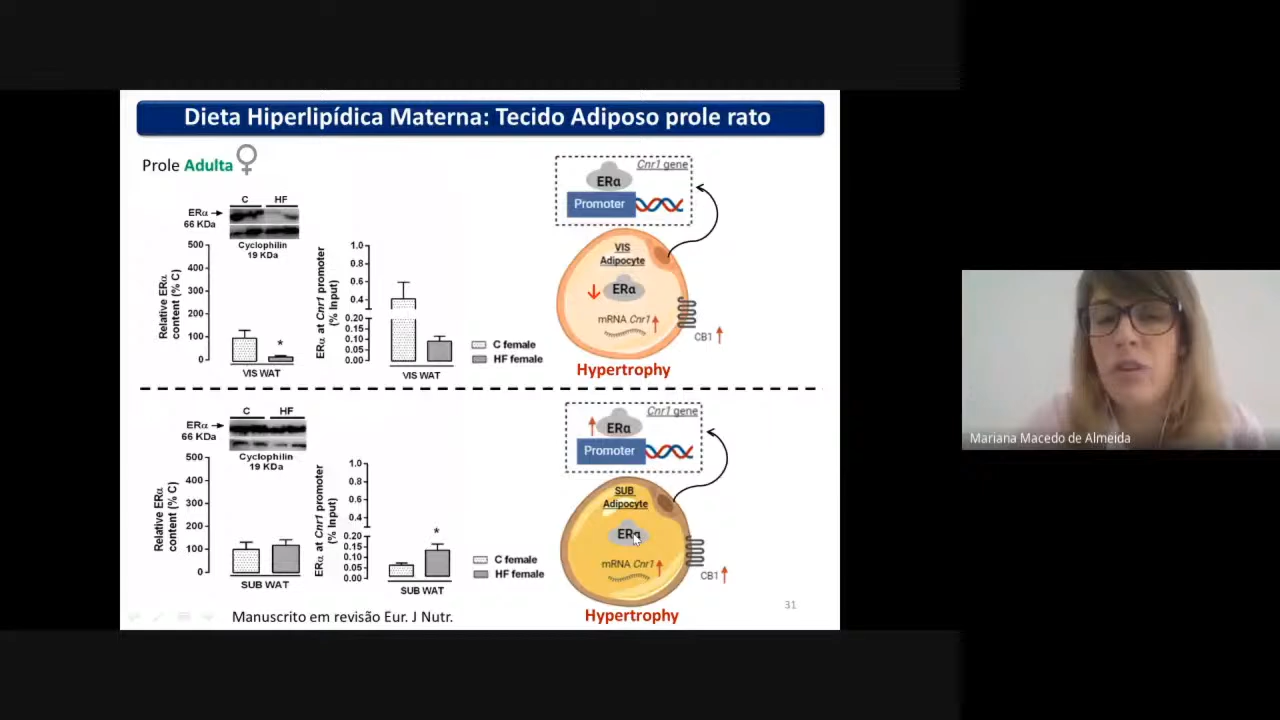 Dieta Hiperlipídica Materna: Tecido Adiposo prole rato
Prole Adulta
C HF
ERα
66 KDa
Cyclophilin
19 KDa
Relative ERα
content (% C)
500
400
300
200
100
0
*
VIS WAT
ERα at Cnr1 promoter
(% Input)
1.0
0.8
0.6
0.4
0.20
0.15
0.10
0.05
0.00
VIS WAT
C female
HF female
Cnr1 gene
ERα
Promoter
VIS
Adipocyte
ERα
mRNA Cnr1
CB1
Hypertrophy
C HF
ERα
66 KDa
Cyclophilin
19 KDa
Relative ERα
content (% C)
500
400
300
200
100
0
SUB WAT
ERα at Cnr1 promoter
(% Input)
1.0
0.8
0.6
0.4
0.20
0.15
0.10
0.05
0.00
*
SUB WAT
C female
HF female
Cnr1 gene
ERα
Promoter
SUB
Adipocyte
ERα
mRNA Cnr1
CB1
Hypertrophy
31
Manuscrito em revisão Eur. J Nutr.
Mariana Macedo de Almeida